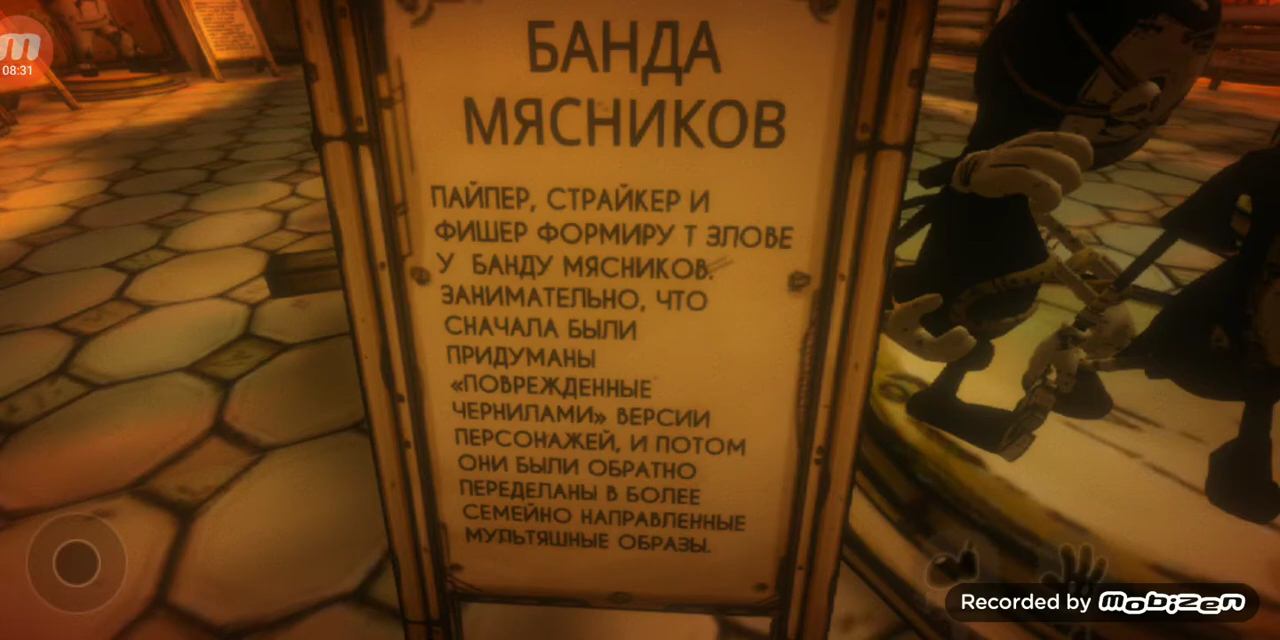 БАНДА
МЯСНИКОВ
ПАЙПЕР, СТРАЙКЕР И
ФИШЕР ФОРМИРУ Т ЗЛОВЕ
У БАНДУ МЯСНИКОВ.
ЗАНИМАТЕЛЬНО, ЧТО
СНАЧАЛА БЫЛИ
ПРИДУМАНЫ
«ПОВРЕЖДЕННЫЕ
ЧЕРНИЛАМИ» ВЕРСИИ
ПЕРСОНАЖЕЙ, И ПОТОМ
ОНИ БЫЛИ ОБРАТНО
ПЕРЕДЕЛАНЫ В БОЛЕЕ
СЕМЕЙНО НАПРАВЛЕННЫЕ
МУЛЬТЯШНЫЕ ОБРАЗЫ.
m
08:31
Recorded by mobizen